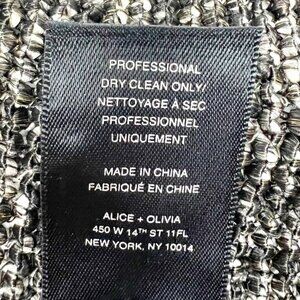 PROFESSIONAL
DRY CLEAN ONLY/
NETTOYAGE A SEC
PROFESSIONNEL
UNIQUEMENT
MADE IN CHINA
FABRIQUÉ EN CHINE
ALICE + OLIVIA
450 W 14TH ST 11FL
NEW YORK, NY 10014